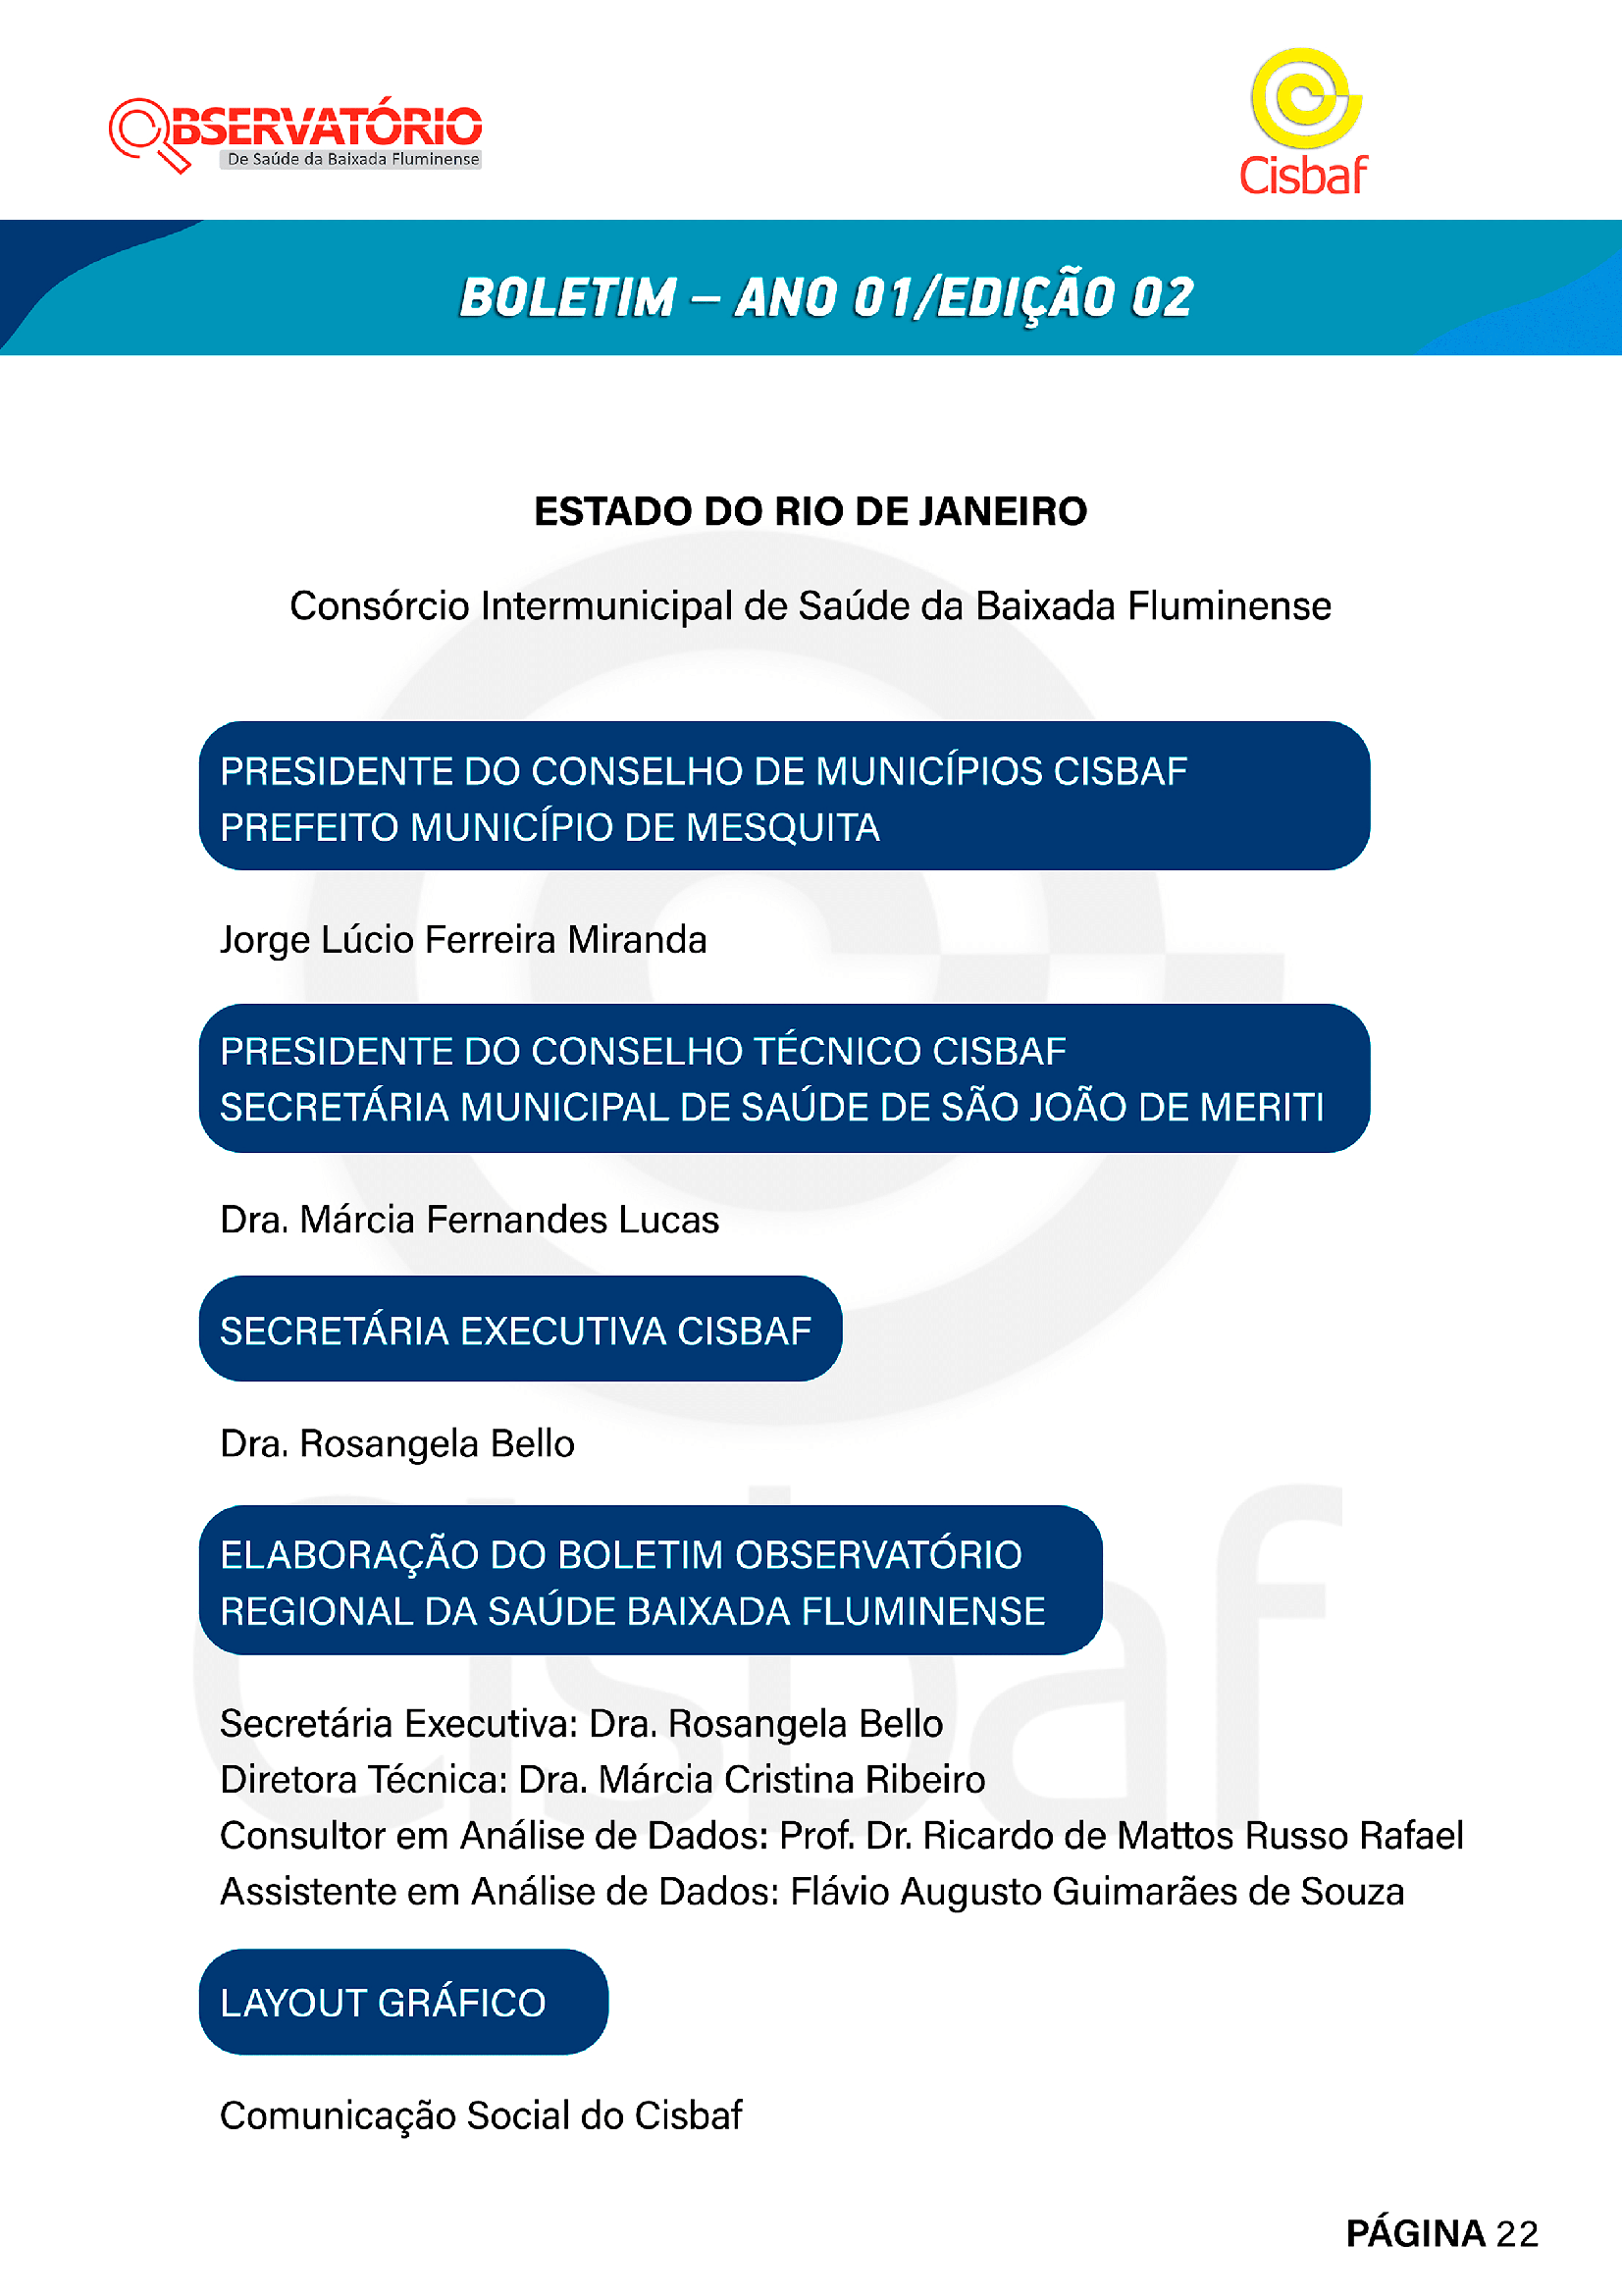 OBSERVATÓRIO
De Saúde da Baixada Fluminense
Cisbaf
BOLETIM – ANO 01/EDIÇÃO 02
ESTADO DO RIO DE JANEIRO
Consórcio Intermunicipal de Saúde da Baixada Fluminense
PRESIDENTE DO CONSELHO DE MUNICÍPIOS CISBAF
PREFEITO MUNICÍPIO DE MESQUITA
Jorge Lúcio Ferreira Miranda
PRESIDENTE DO CONSELHO TÉCNICO CISBAF
SECRETÁRIA MUNICIPAL DE SAÚDE DE SÃO JOÃO DE MERITI
Dra. Márcia Fernandes Lucas
SECRETÁRIA EXECUTIVA CISBAF
Dra. Rosangela Bello
ELABORAÇÃO DO BOLETIM OBSERVATÓRIO
REGIONAL DA SAÚDE BAIXADA FLUMINENSE
Secretária Executiva: Dra. Rosangela Bello
Diretora Técnica: Dra. Márcia Cristina Ribeiro
Consultor em Análise de Dados: Prof. Dr. Ricardo de Mattos Russo Rafael
Assistente em Análise de Dados: Flávio Augusto Guimarães de Souza
LAYOUT GRÁFICO
Comunicação Social do Cisbaf
Cisbaf
PÁGINA 22